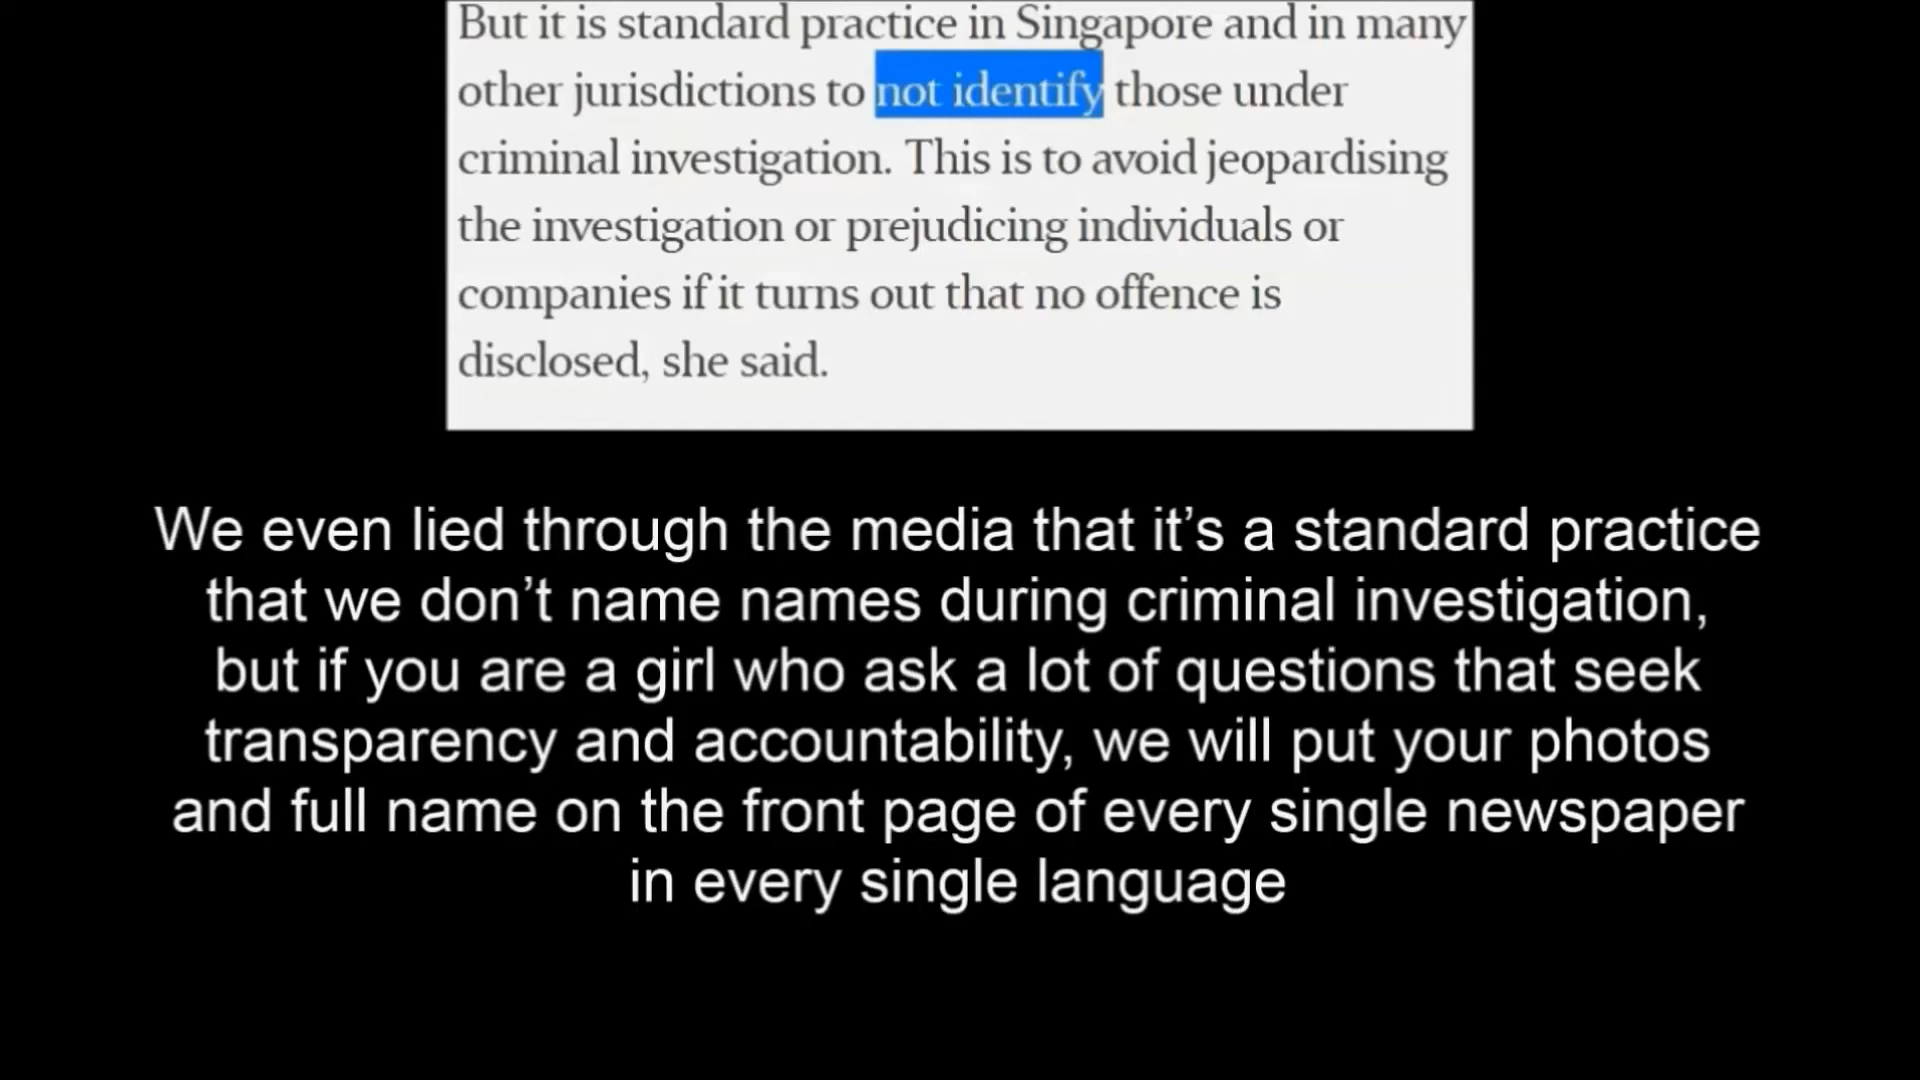 But it is standard practice in Singapore and in many
other jurisdictions to not identify those under
criminal investigation. This is to avoid jeopardising
the investigation or prejudicing individuals or
companies if it turns out that no offence is
disclosed, she said.
We even lied through the media that it’s a standard practice
that we don’t name names during criminal investigation,
but if you are a girl who ask a lot of questions that seek
transparency and accountability, we will put your photos
and full name on the front page of every single newspaper
in every single language